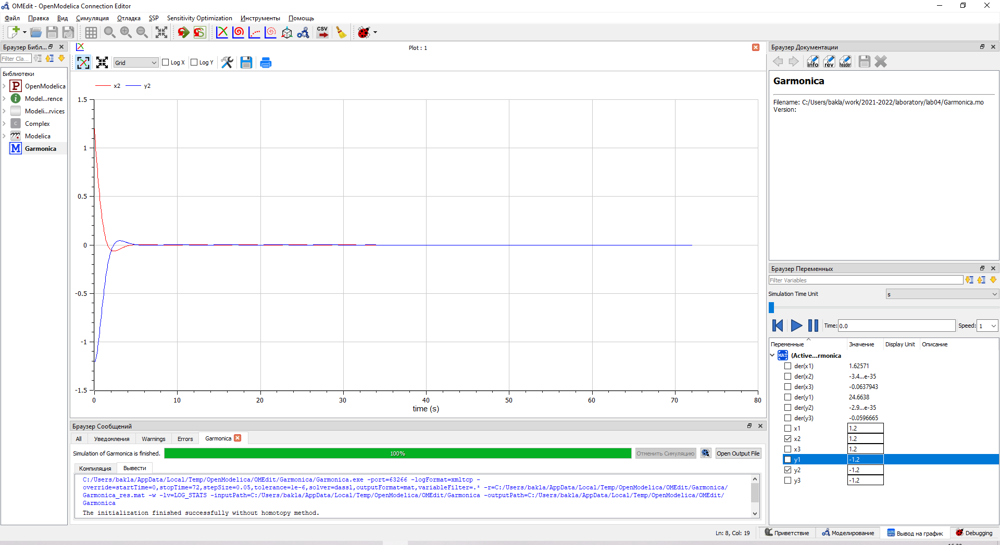 OMEdit - OpenModelica Connection Editor
Файл Правка Вид Симуляция Отладка SSP Sensitivity Optimization Инструменты Помощь
CSV
Браузер Библ...
Filter Cla...
Библиотеки
P OpenModelica
i Model...rence
Modeli...rvices
C Complex
Modelica
M Garmonica
Plot : 1
Grid Log X Log Y
x2 y2
1.5
1
0.5
0
-0.5
-1
-1.5
0 10 20 30 40 50 60 70 80
time (s)
Браузер Сообщений
All Уведомления Warnings Errors Garmonica
Simulation of Garmonica is finished. 100% Отменить Симуляцию Open Output File
Компиляция Вывести
C:/Users/bakla/AppData/Local/Temp/OpenModelica/OMEdit/Garmonica/Garmonica.exe -port=63266 -logFormat=xmltcp -
override=startTime=0,stopTime=72,stepSize=0.05,tolerance=1e-6,solver=dassl,outputFormat=mat,variableFilter=.* -r=C:/Users/bakla/AppData/Local/Temp/OpenModelica/OMEdit/Garmonica/
Garmonica_res.mat -w -lv=LOG_STATS -inputPath=C:/Users/bakla/AppData/Local/Temp/OpenModelica/OMEdit/Garmonica -outputPath=C:/Users/bakla/AppData/Local/Temp/OpenModelica/OMEdit/
Garmonica
The initialization finished successfully without homotopy method.
Браузер Документации
info rev header
Garmonica
Filename: C:/Users/bakla/work/2021-2022/laboratory/lab04/Garmonica.mo
Version:
Браузер Переменных
Filter Variables
Simulation Time Unit s
Time: 0.0 Speed: 1
Переменные Значение Display Unit Описание
MAT (Active...rmonica
der(x1) 1.62571
der(x2) -3.4...e-35
der(x3) -0.0637943
der(y1) 24.6638
der(y2) -2.9...e-35
der(y3) -0.0596665
x1 1.2
x2 1.2
x3 1.2
y1 -1.2
y2 -1.2
y3 -1.2
Ln: 8, Col: 19 Приветствие Моделирование Вывод на график Debugging